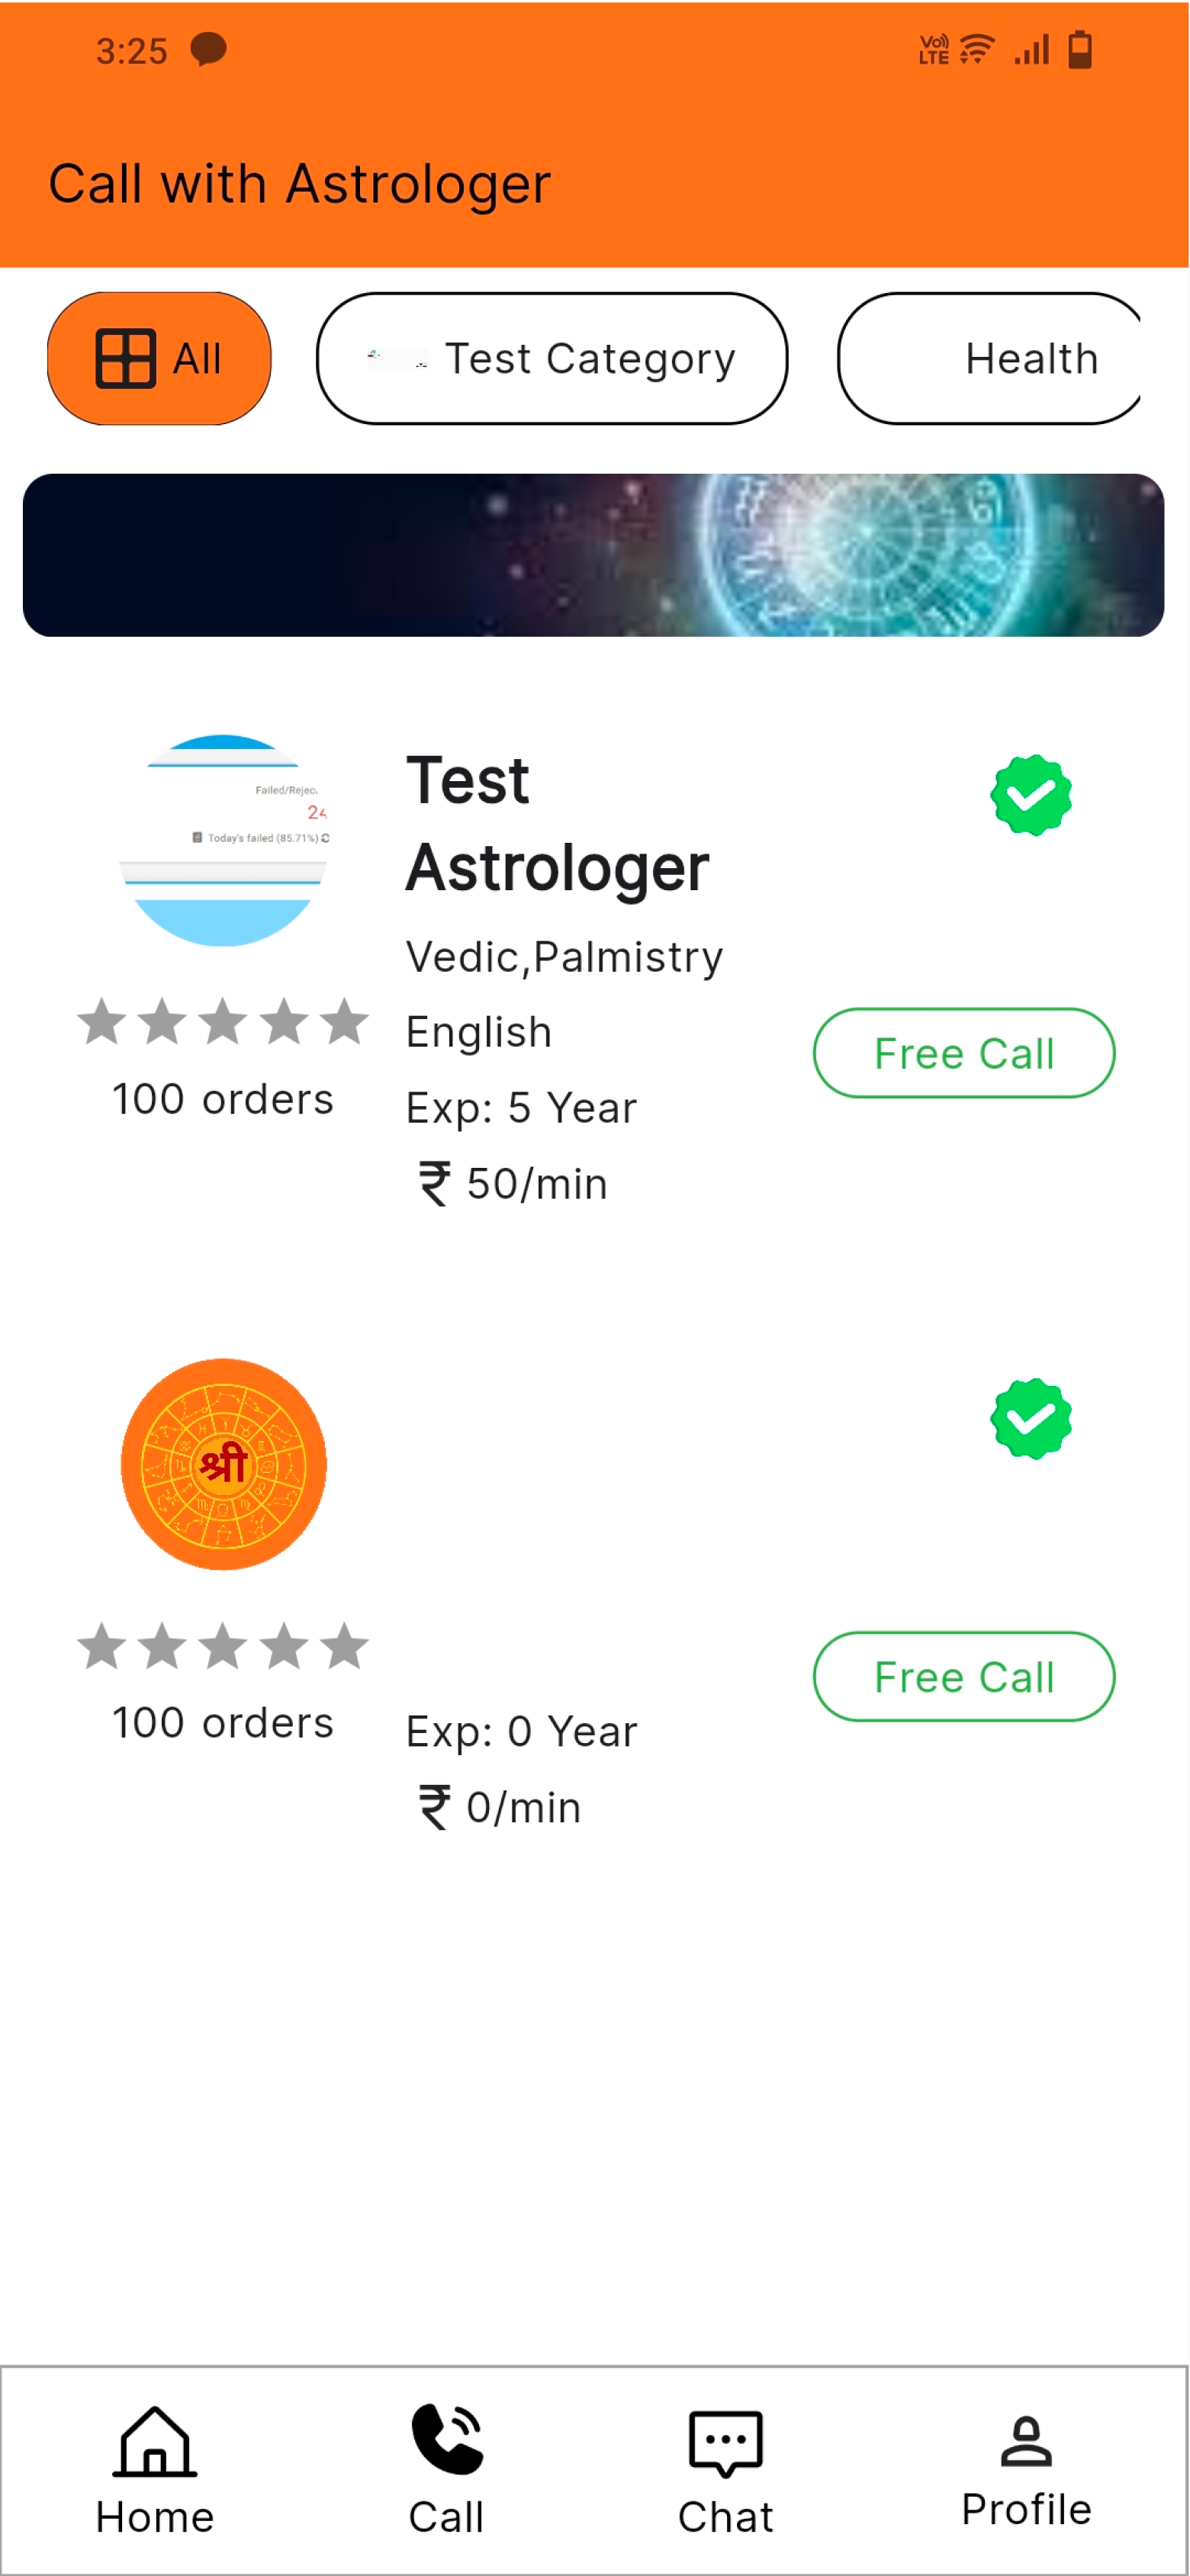 3:25
Vo)) LTE
Call with Astrologer
All
Test Category
Health
Failed/Rejec
24
Today's failed (85.71%)
Test
Astrologer
Vedic,Palmistry
English
Exp: 5 Year
₹ 50/min
100 orders
Free Call
श्री
100 orders
Exp: 0 Year
₹ 0/min
Free Call
Home
Call
Chat
Profile